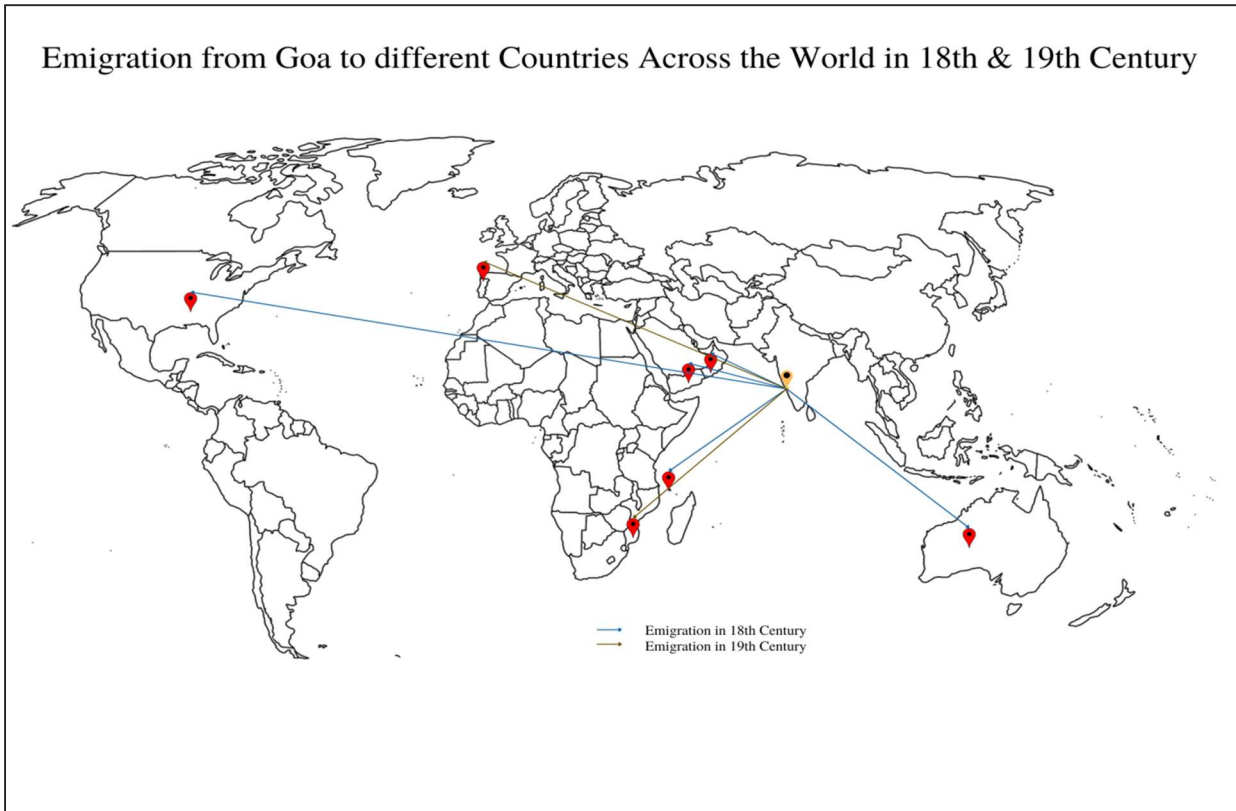 Emigration from Goa to different Countries Across the World in 18th & 19th Century
Emigration in 18th Century
Emigration in 19th Century